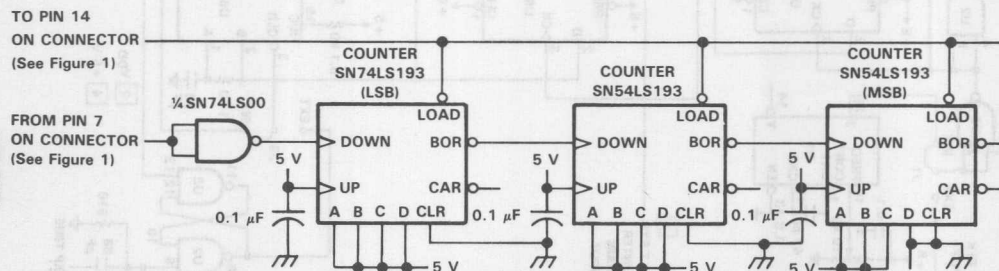 TO PIN 14
ON CONNECTOR
(See Figure 1)
COUNTER
SN74LS193
(LSB)
COUNTER
SN54LS193
COUNTER
SN54LS193
(MSB)
¼SN74LS00
FROM PIN 7
ON CONNECTOR
(See Figure 1)
LOAD
DOWN BOR
5 V
UP CAR
A B C D CLR
0.1 μF
5 V
LOAD
DOWN BOR
5 V
UP CAR
A B C D CLR
0.1 μF
5 V
LOAD
DOWN BOR
5 V
UP CAR
A B C D CLR
0.1 μF
5 V